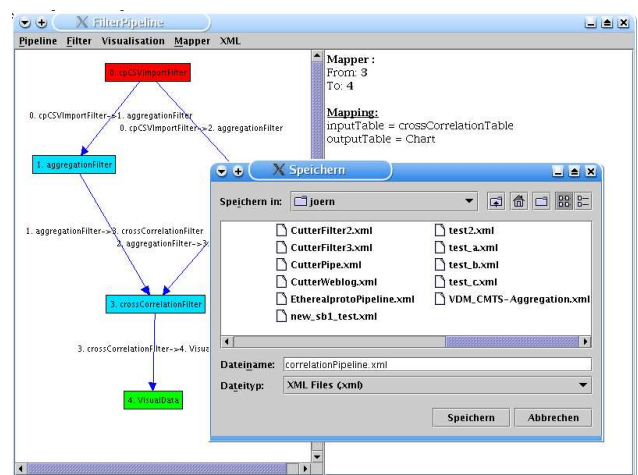 FilterPipeline
Pipeline Filter Visualisation Mapper XML
0. cpCSVImportFilter
0. cpCSVImportFilter->1. aggregationFilter
0. cpCSVImportFilter->2. aggregationFilter
1. aggregationFilter
1. aggregationFilter->3. crossCorrelationFilter
2. aggregationFilter->3
3. crossCorrelationFilter
3. crossCorrelationFilter->4. Visua
4. VisualData
Mapper :
From: 3
To: 4
Mapping:
inputTable = crossCorrelationTable
outputTable = Chart
Speichern
Speichern in: joern
CutterFilter2.xml
CutterFilter3.xml
CutterPipe.xml
CutterWeblog.xml
EtherealprotoPipeline.xml
new_sb1_test.xml
test2.xml
test_a.xml
test_b.xml
test_c.xml
VDM_CMTS-Aggregation.xml
Dateiname: correlationPipeline.xml
Dateityp: XML Files (.xml)
Speichern Abbrechen